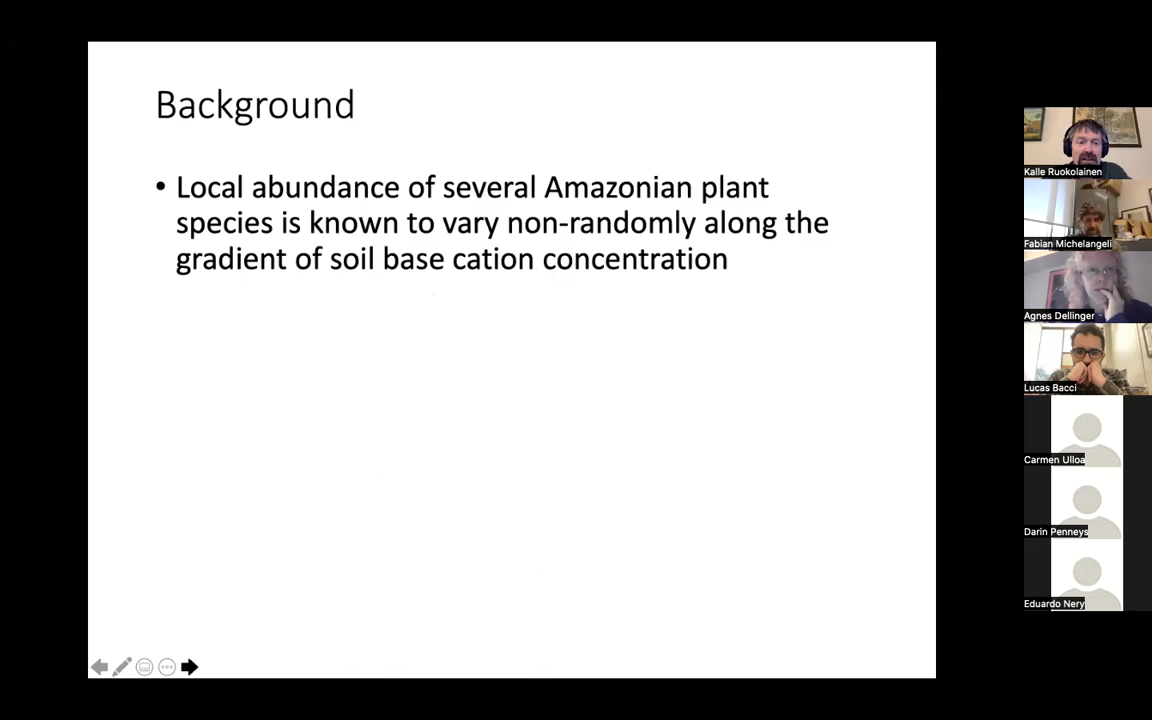 Background
• Local abundance of several Amazonian plant
species is known to vary non-randomly along the
gradient of soil base cation concentration
Kalle Ruokolainen
Fabian Michelangeli
Agnes Dellinger
Lucas Bacci
Carmen Ulloa
Darin Penneys
Eduardo Nery